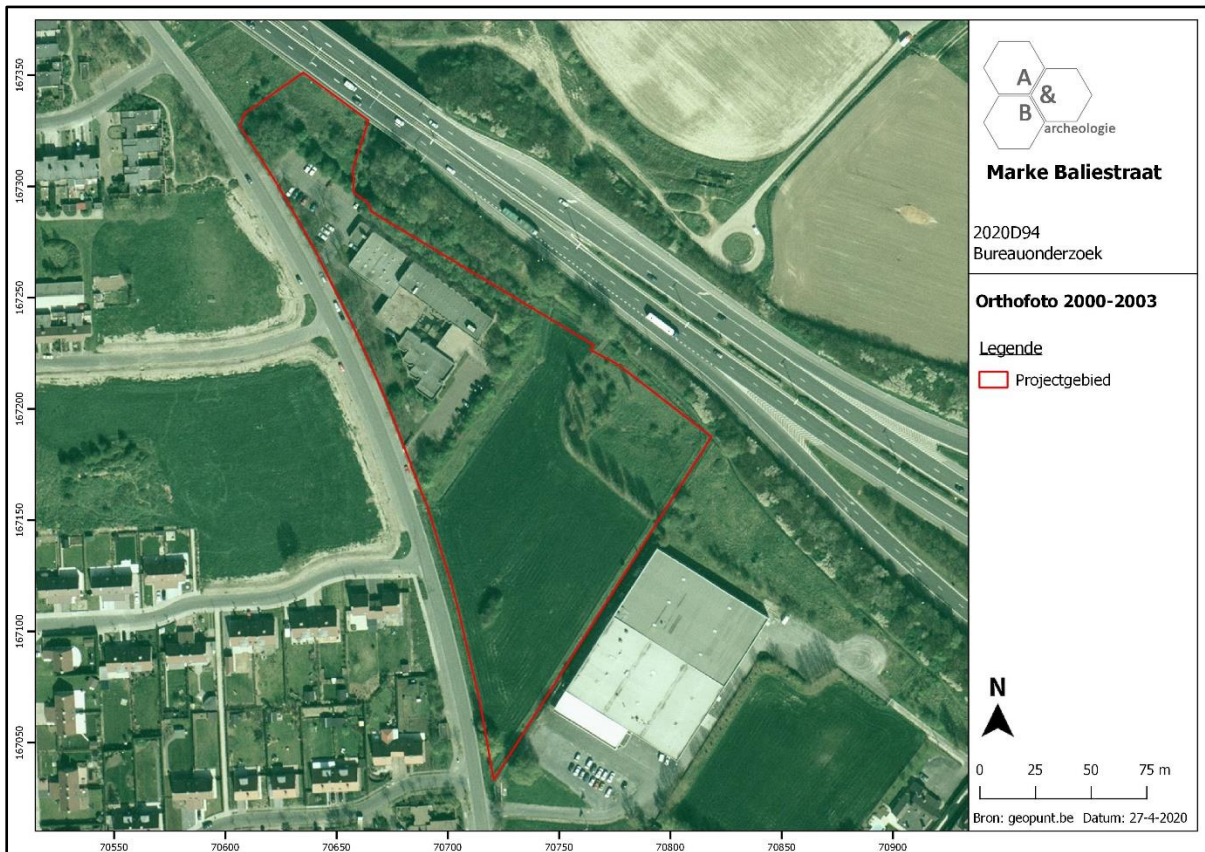 A
&
B
archeologie
Marke Baliestraat
2020D94
Bureauonderzoek
Orthofoto 2000-2003
Legende
Projectgebied
N
0 25 50 75 m
Bron: geopunt.be Datum: 27-4-2020
167350
167300
167250
167200
167150
167100
167050
70550 70600 70650 70700 70750 70800 70850 70900